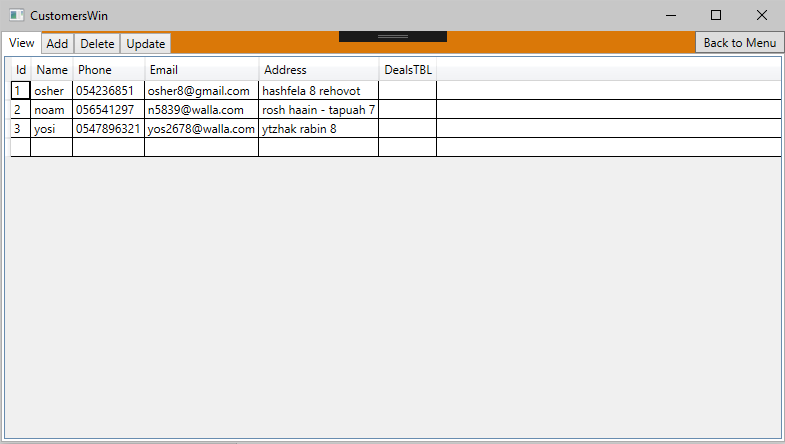 CustomersWin
View Add Delete Update Back to Menu
Id Name Phone Email Address DealsTBL
1 osher 054236851 osher8@gmail.com hashfela 8 rehovot
2 noam 056541297 n5839@walla.com rosh haain - tapuah 7
3 yosi 0547896321 yos2678@walla.com ytzhak rabin 8